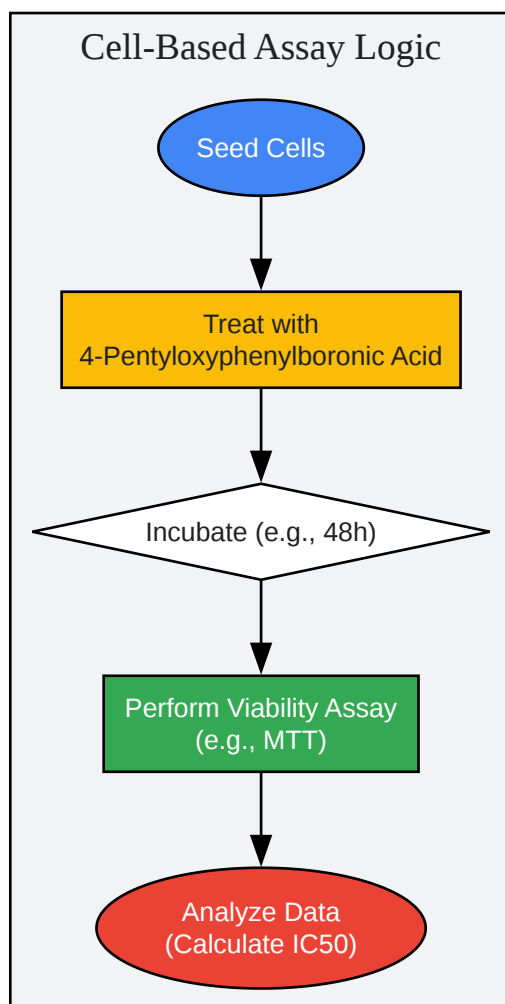 Cell-Based Assay Logic
Seed Cells
Treat with
4-Pentyloxyphenylboronic Acid
Incubate (e.g., 48h)
Perform Viability Assay
(e.g., MTT)
Analyze Data
(Calculate IC50)